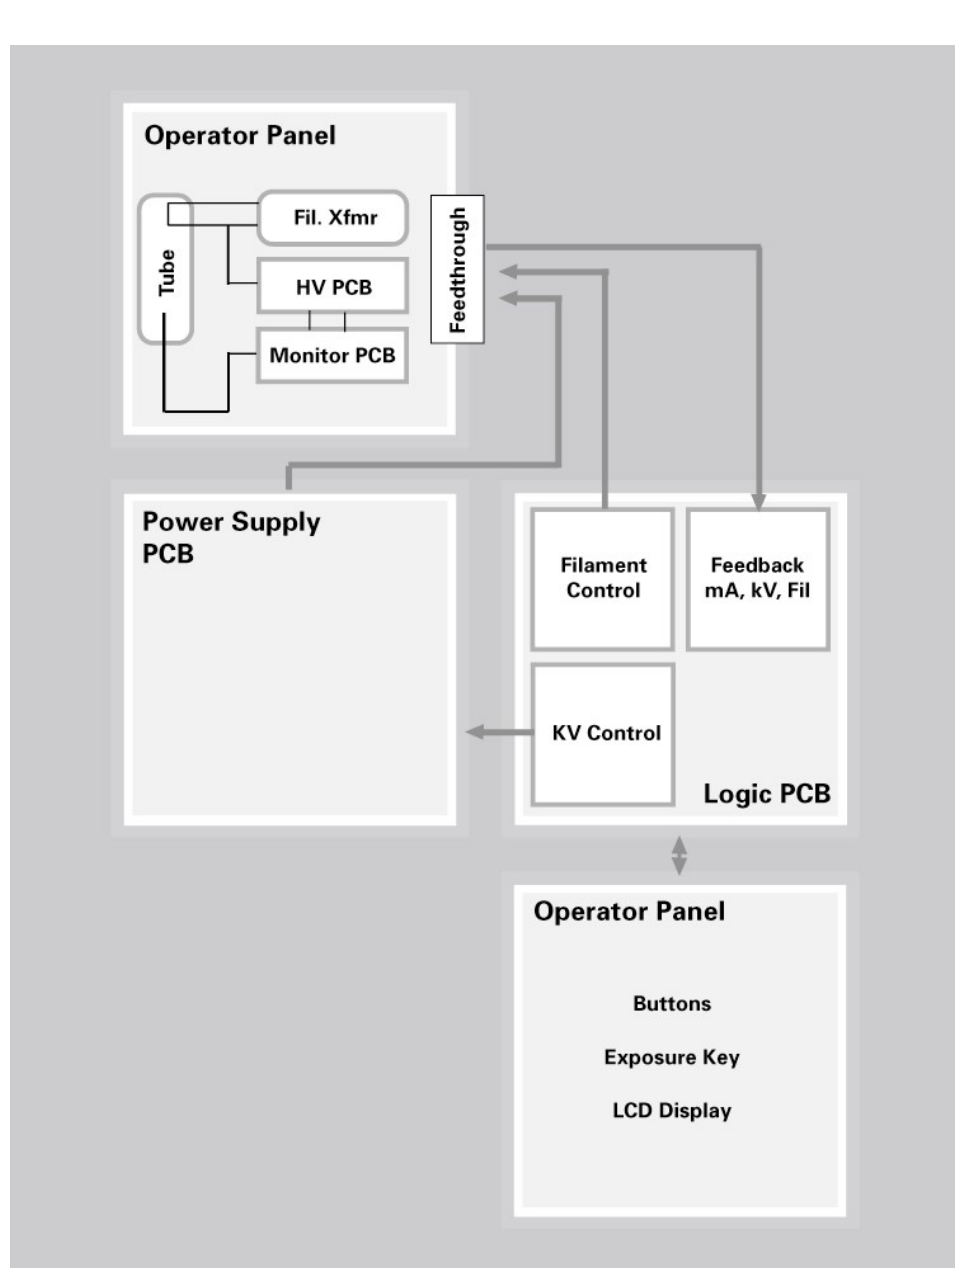 Operator Panel
Fil. Xfmr
Tube
HV PCB
Monitor PCB
Feedthrough
Power Supply
PCB
Filament
Control
Feedback
mA, kV, Fil
KV Control
Logic PCB
Operator Panel
Buttons
Exposure Key
LCD Display